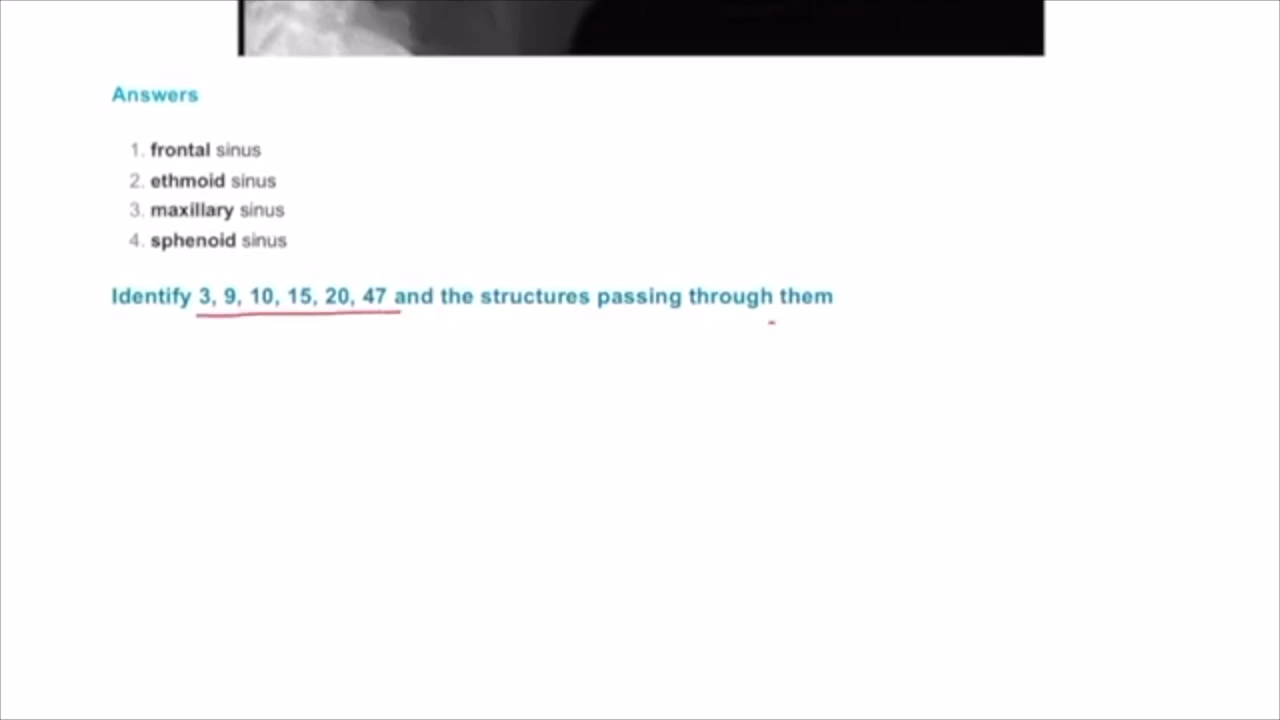 Answers
1. frontal sinus
2. ethmoid sinus
3. maxillary sinus
4. sphenoid sinus
Identify 3, 9, 10, 15, 20, 47 and the structures passing through them